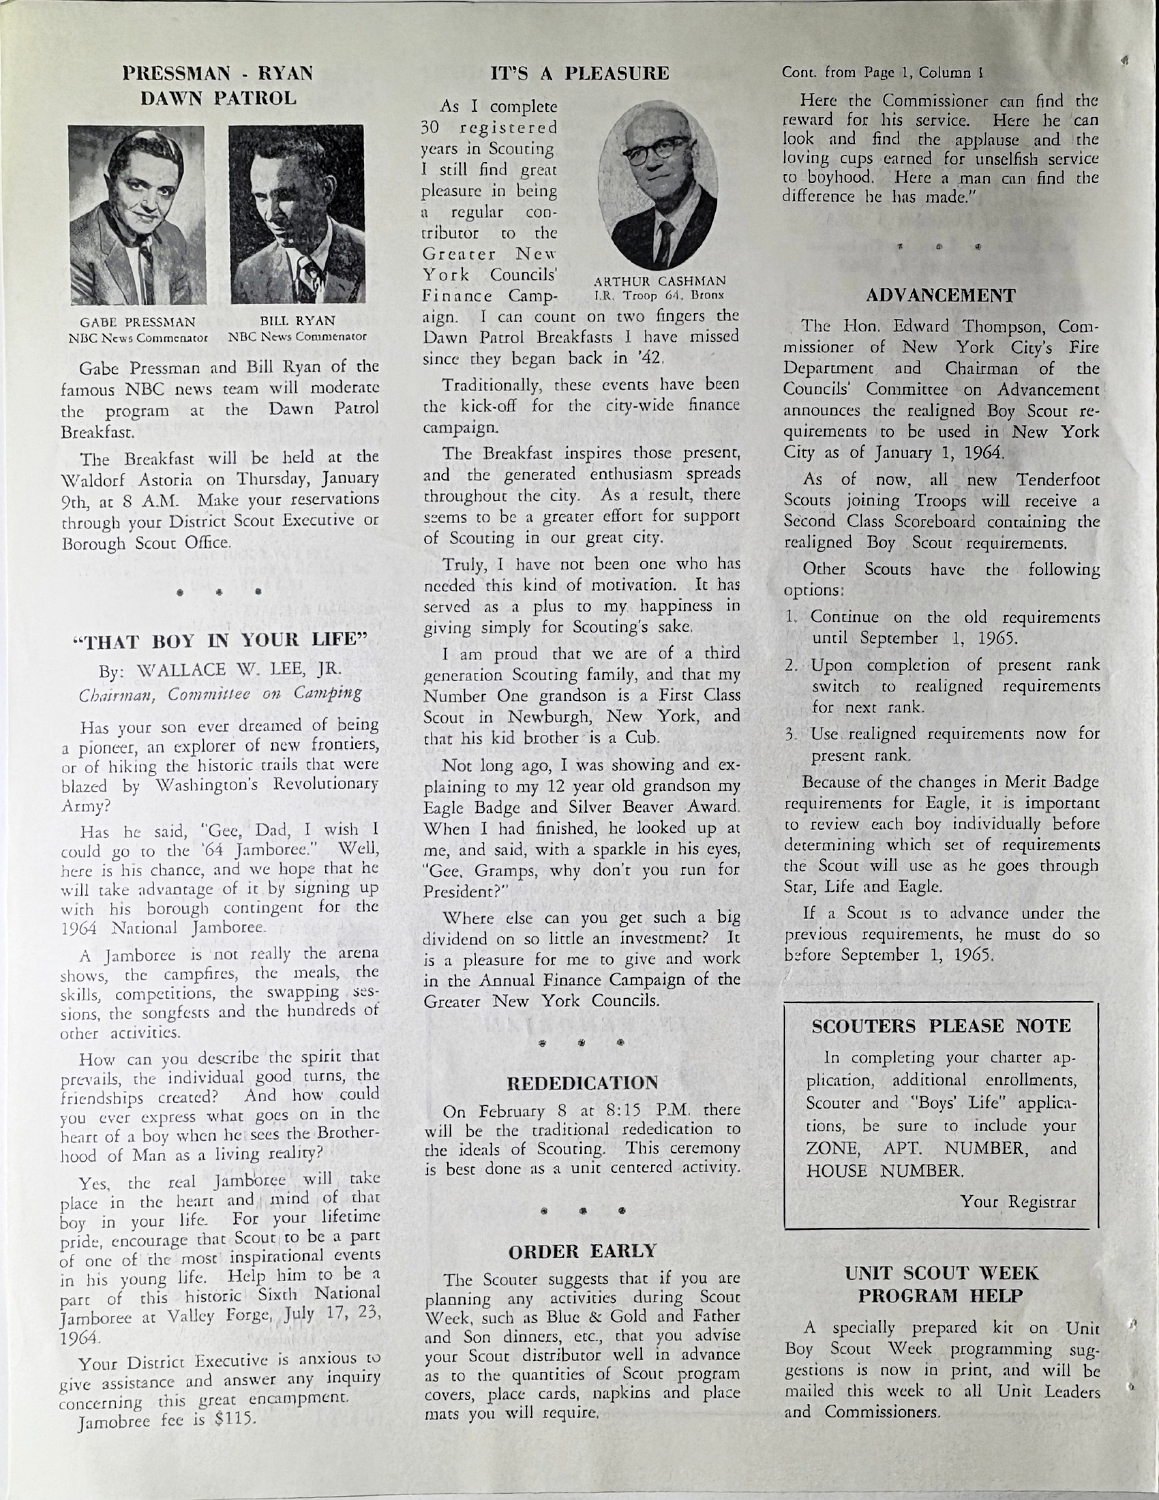 PRESSMAN - RYAN
DAWN PATROL
GABE PRESSMAN
NBC News Commenator
BILL RYAN
NBC News Commenator
Gabe Pressman and Bill Ryan of the
famous NBC news team will moderate
the program at the Dawn Patrol
Breakfast.
The Breakfast will be held at the
Waldorf Astoria on Thursday, January
9th, at 8 A.M. Make your reservations
through your District Scout Executive or
Borough Scout Office.
* * *
“THAT BOY IN YOUR LIFE”
By: WALLACE W. LEE, JR.
Chairman, Committee on Camping
Has your son ever dreamed of being
a pioneer, an explorer of new frontiers,
or of hiking the historic trails that were
blazed by Washington's Revolutionary
Army?
Has he said, "Gee, Dad, I wish I
could go to the '64 Jamboree." Well,
here is his chance, and we hope that he
will take advantage of it by signing up
with his borough contingent for the
1964 National Jamboree.
A Jamboree is not really the arena
shows, the campfires, the meals, the
skills, competitions, the swapping ses-
sions, the songfests and the hundreds of
other activities.
How can you describe the spirit that
prevails, the individual good turns, the
friendships created? And how could
you ever express what goes on in the
heart of a boy when he sees the Brother-
hood of Man as a living reality?
Yes, the real Jamboree will take
place in the heart and mind of that
boy in your life. For your lifetime
pride, encourage that Scout to be a part
of one of the most inspirational events
in his young life. Help him to be a
part of this historic Sixth National
Jamboree at Valley Forge, July 17, 23,
1964.
Your District Executive is anxious to
give assistance and answer any inquiry
concerning this great encampment.
Jamobree fee is $115.
IT'S A PLEASURE
As I complete
30 registered
years in Scouting
I still find great
pleasure in being
a regular con-
tributor to the
Greater New
York Councils'
Finance Camp-
ARTHUR CASHMAN
I.R. Troop 64, Bronx
aign. I can count on two fingers the
Dawn Patrol Breakfasts I have missed
since they began back in '42.
Traditionally, these events have been
the kick-off for the city-wide finance
campaign.
The Breakfast inspires those present,
and the generated enthusiasm spreads
throughout the city. As a result, there
seems to be a greater effort for support
of Scouting in our great city.
Truly, I have not been one who has
needed this kind of motivation. It has
served as a plus to my happiness in
giving simply for Scouting's sake.
I am proud that we are of a third
generation Scouting family, and that my
Number One grandson is a First Class
Scout in Newburgh, New York, and
that his kid brother is a Cub.
Not long ago, I was showing and ex-
plaining to my 12 year old grandson my
Eagle Badge and Silver Beaver Award.
When I had finished, he looked up at
me, and said, with a sparkle in his eyes,
"Gee, Gramps, why don't you run for
President?"
Where else can you get such a big
dividend on so little an investment? It
is a pleasure for me to give and work
in the Annual Finance Campaign of the
Greater New York Councils.
* * *
REDEDICATION
On February 8 at 8:15 P.M. there
will be the traditional rededication to
the ideals of Scouting. This ceremony
is best done as a unit centered activity.
* * *
ORDER EARLY
The Scouter suggests that if you are
planning any activities during Scout
Week, such as Blue & Gold and Father
and Son dinners, etc., that you advise
your Scout distributor well in advance
as to the quantities of Scout program
covers, place cards, napkins and place
mats you will require.
Cont. from Page 1, Column 1
Here the Commissioner can find the
reward for his service. Here he can
look and find the applause and the
loving cups earned for unselfish service
to boyhood. Here a man can find the
difference he has made."
* * *
ADVANCEMENT
The Hon. Edward Thompson, Com-
missioner of New York City's Fire
Department and Chairman of the
Councils' Committee on Advancement
announces the realigned Boy Scout re-
quirements to be used in New York
City as of January 1, 1964.
As of now, all new Tenderfoot
Scouts joining Troops will receive a
Second Class Scoreboard containing the
realigned Boy Scout requirements.
Other Scouts have the following
options:
1. Continue on the old requirements
until September 1, 1965.
2. Upon completion of present rank
switch to realigned requirements
for next rank.
3. Use realigned requirements now for
present rank.
Because of the changes in Merit Badge
requirements for Eagle, it is important
to review each boy individually before
determining which set of requirements
the Scout will use as he goes through
Star, Life and Eagle.
If a Scout is to advance under the
previous requirements, he must do so
before September 1, 1965.
SCOUTERS PLEASE NOTE
In completing your charter ap-
plication, additional enrollments,
Scouter and "Boys' Life" applica-
tions, be sure to include your
ZONE, APT. NUMBER, and
HOUSE NUMBER.
Your Registrar
UNIT SCOUT WEEK
PROGRAM HELP
A specially prepared kit on Unit
Boy Scout Week programming sug-
gestions is now in print, and will be
mailed this week to all Unit Leaders
and Commissioners.